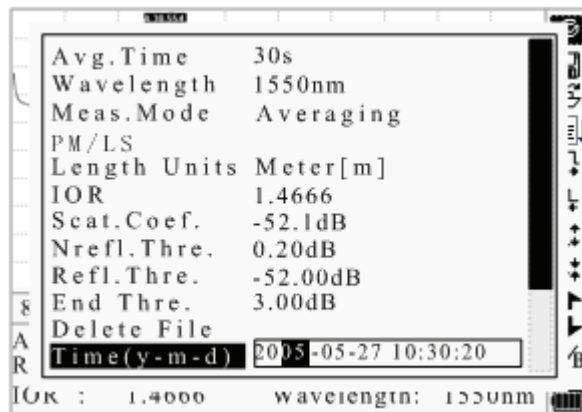 Avg.Time 30s
Wavelength 1550nm
Meas.Mode Averaging
PM/LS
Length Units Meter[m]
IOR 1.4666
Scat.Coef. -52.1dB
Nrefl.Thre. 0.20dB
Refl.Thre. -52.00dB
End Thre. 3.00dB
Delete File
Time(y-m-d) 2005-05-27 10:30:20
8
A
R
IOR : 1.4666 Wavelength: 1550nm